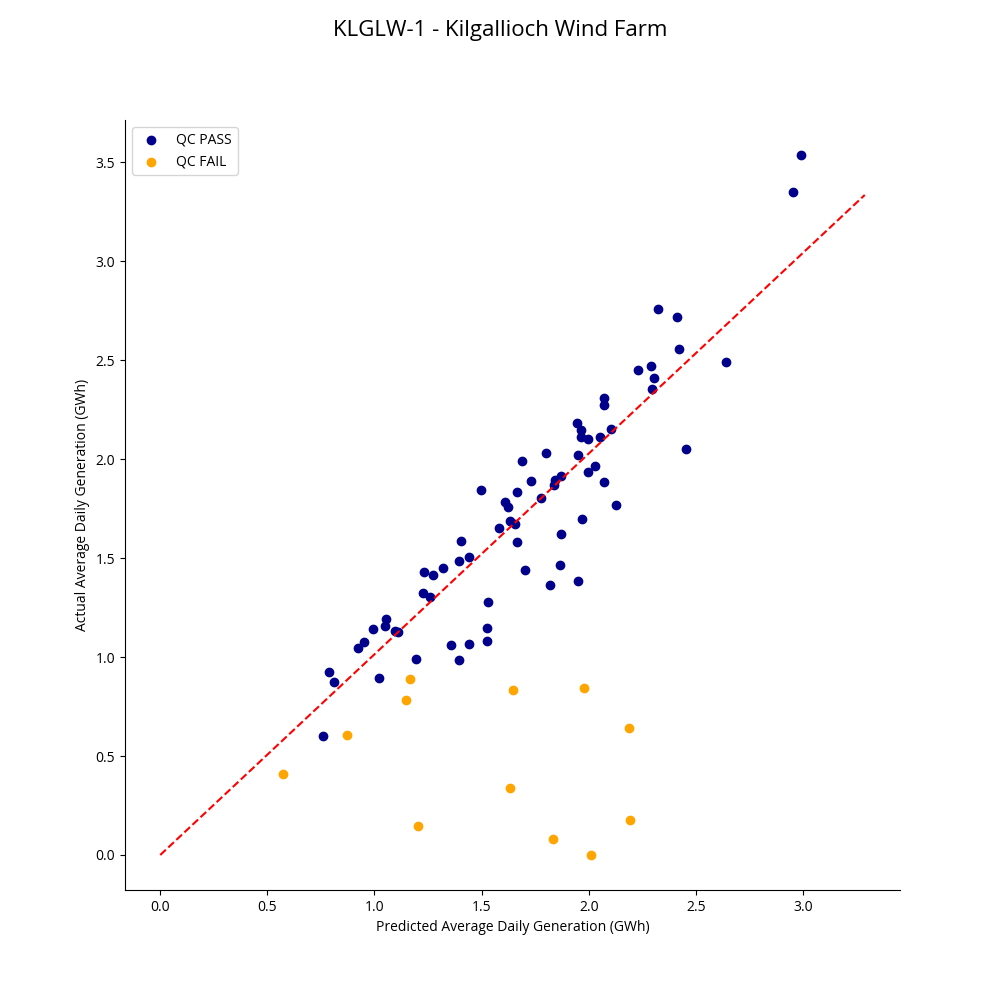 KLGLW-1 - Kilgallioch Wind Farm
QC PASS
QC FAIL
Actual Average Daily Generation (GWh)
3.5
3.0
2.5
2.0
1.5
1.0
0.5
0.0
0.0 0.5 1.0 1.5 2.0 2.5 3.0
Predicted Average Daily Generation (GWh)